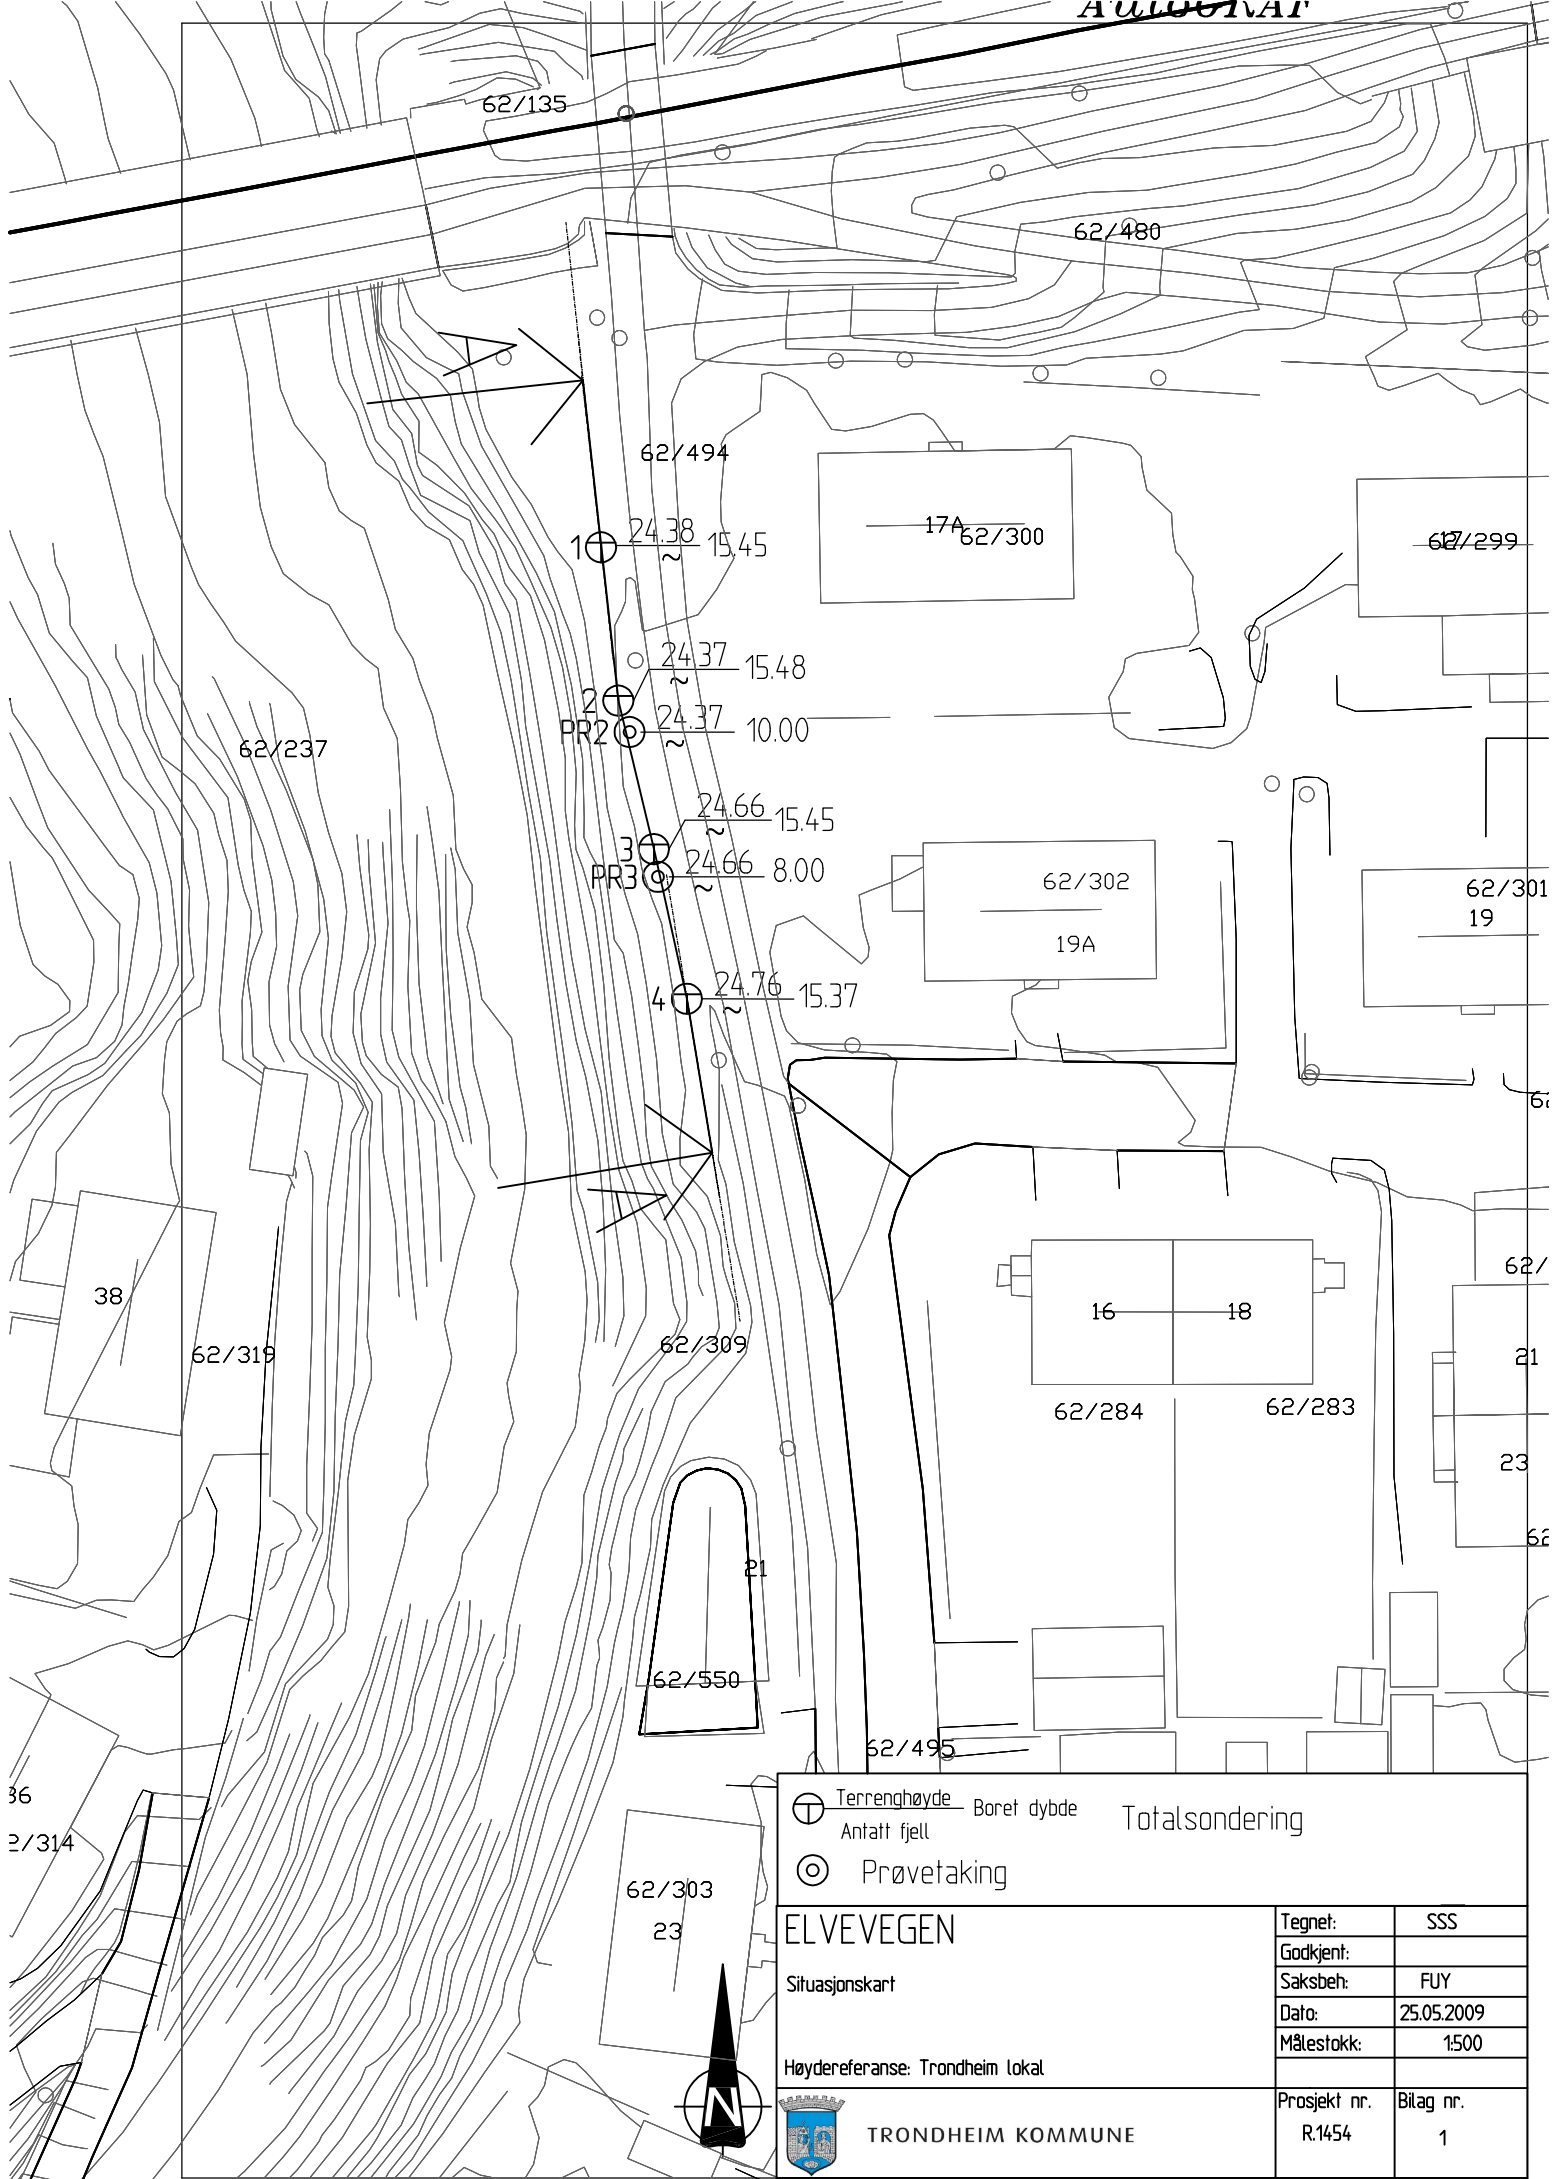 AutoGRAF
62/135
62/480
62/494
1 24.38 ~ 15.45
17A
62/300
17
62/299
24.37 ~ 15.48
2
PR2 24.37 ~ 10.00
62/237
24.66 ~ 15.45
3
PR3 24.66 ~ 8.00
62/302
62/301
19
19A
4 24.76 ~ 15.37
38
16 18
62/
62/319
62/309
21
62/284
62/283
23
21
62/550
62/495
36
2/314
62/303
23
Terrenghøyde Boret dybde Totalsondering
Antatt fjell
Prøvetaking
ELVEVEGEN
Situasjonskart
Høydereferanse: Trondheim lokal
Tegnet: SSS
Godkjent:
Saksbeh: FUY
Dato: 25.05.2009
Målestokk: 1:500
Prosjekt nr. Bilag nr.
R.1454 1
N
TRONDHEIM KOMMUNE